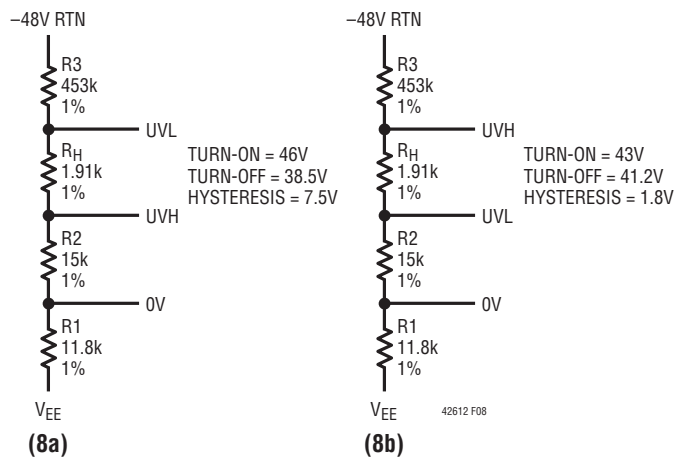 –48V RTN
R3
453k
1%
UVL
RH
1.91k
1%
TURN-ON = 46V
TURN-OFF = 38.5V
HYSTERESIS = 7.5V
UVH
R2
15k
1%
0V
R1
11.8k
1%
VEE
(8a)
–48V RTN
R3
453k
1%
UVH
RH
1.91k
1%
TURN-ON = 43V
TURN-OFF = 41.2V
HYSTERESIS = 1.8V
UVL
R2
15k
1%
0V
R1
11.8k
1%
VEE
42612 F08
(8b)